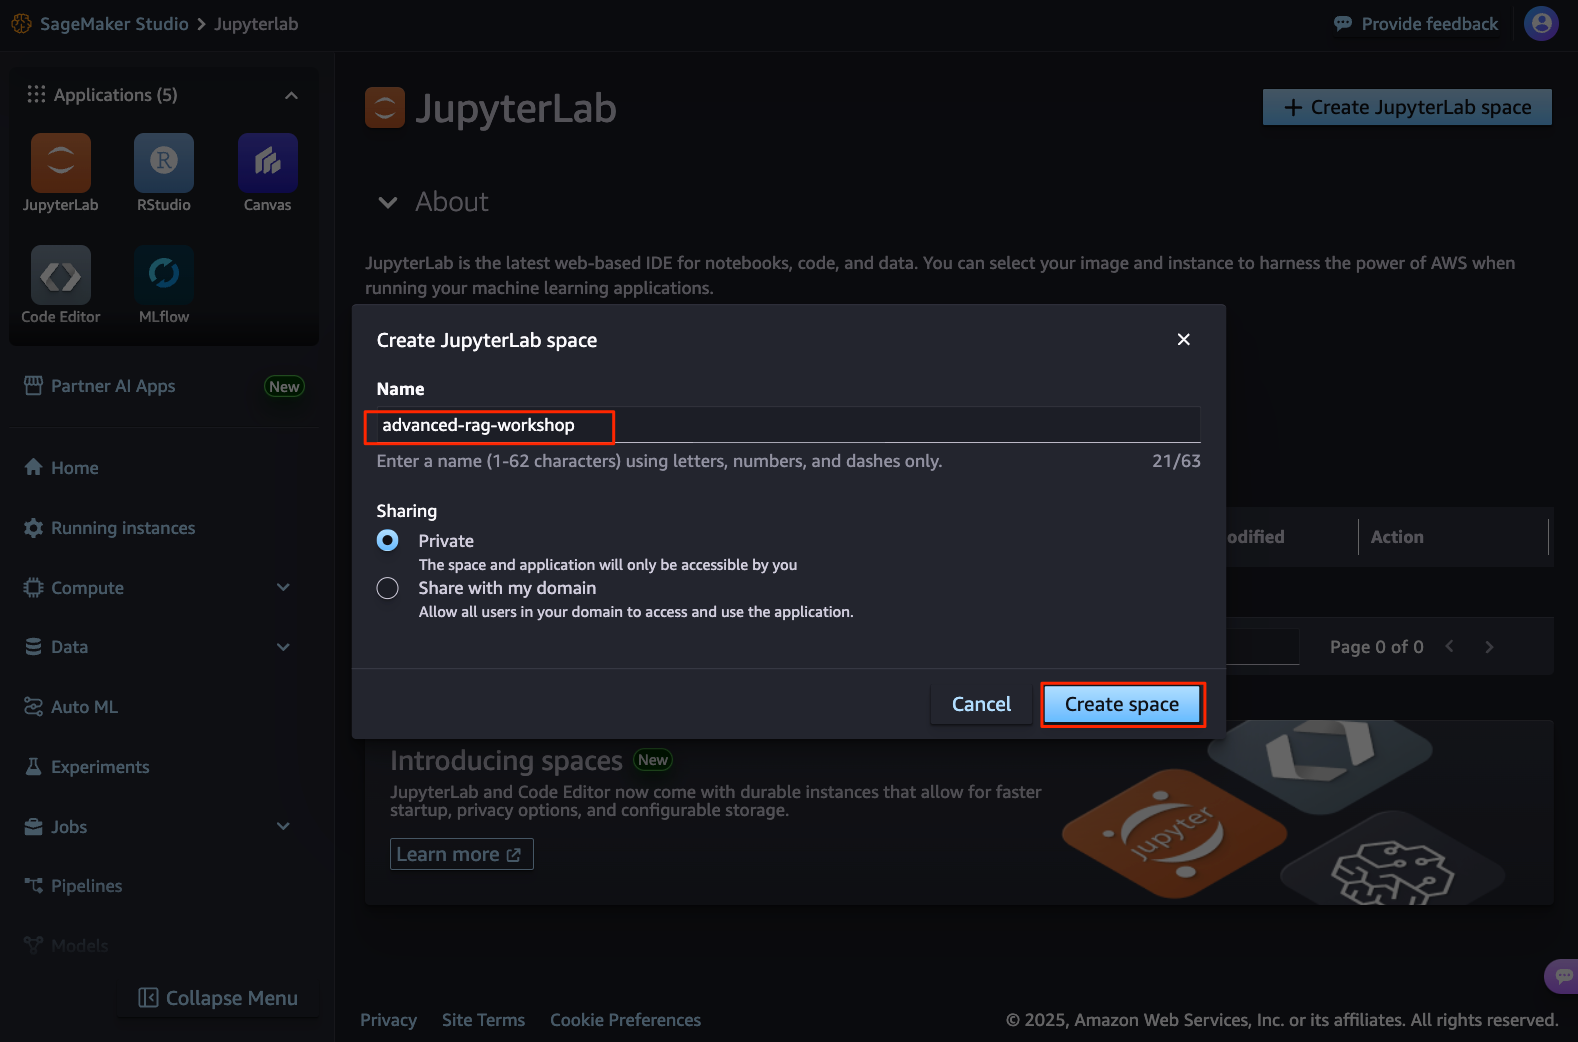 SageMaker Studio > Jupyterlab
Provide feedback
Applications (5)
JupyterLab
RStudio
Canvas
Code Editor
MLflow
Partner AI Apps
New
Home
Running instances
Compute
Data
Auto ML
Experiments
Jobs
Pipelines
Models
Collapse Menu
JupyterLab
+ Create JupyterLab space
About
JupyterLab is the latest web-based IDE for notebooks, code, and data. You can select your image and instance to harness the power of AWS when
running your machine learning applications.
Create JupyterLab space
Name
advanced-rag-workshop
Enter a name (1-62 characters) using letters, numbers, and dashes only.
21/63
Sharing
Private
The space and application will only be accessible by you
Share with my domain
Allow all users in your domain to access and use the application.
Cancel
Create space
odified
Action
Page 0 of 0
Introducing spaces
New
JupyterLab and Code Editor now come with durable instances that allow for faster
startup, privacy options, and configurable storage.
Learn more
jupyter
Privacy
Site Terms
Cookie Preferences
© 2025, Amazon Web Services, Inc. or its affiliates. All rights reserved.